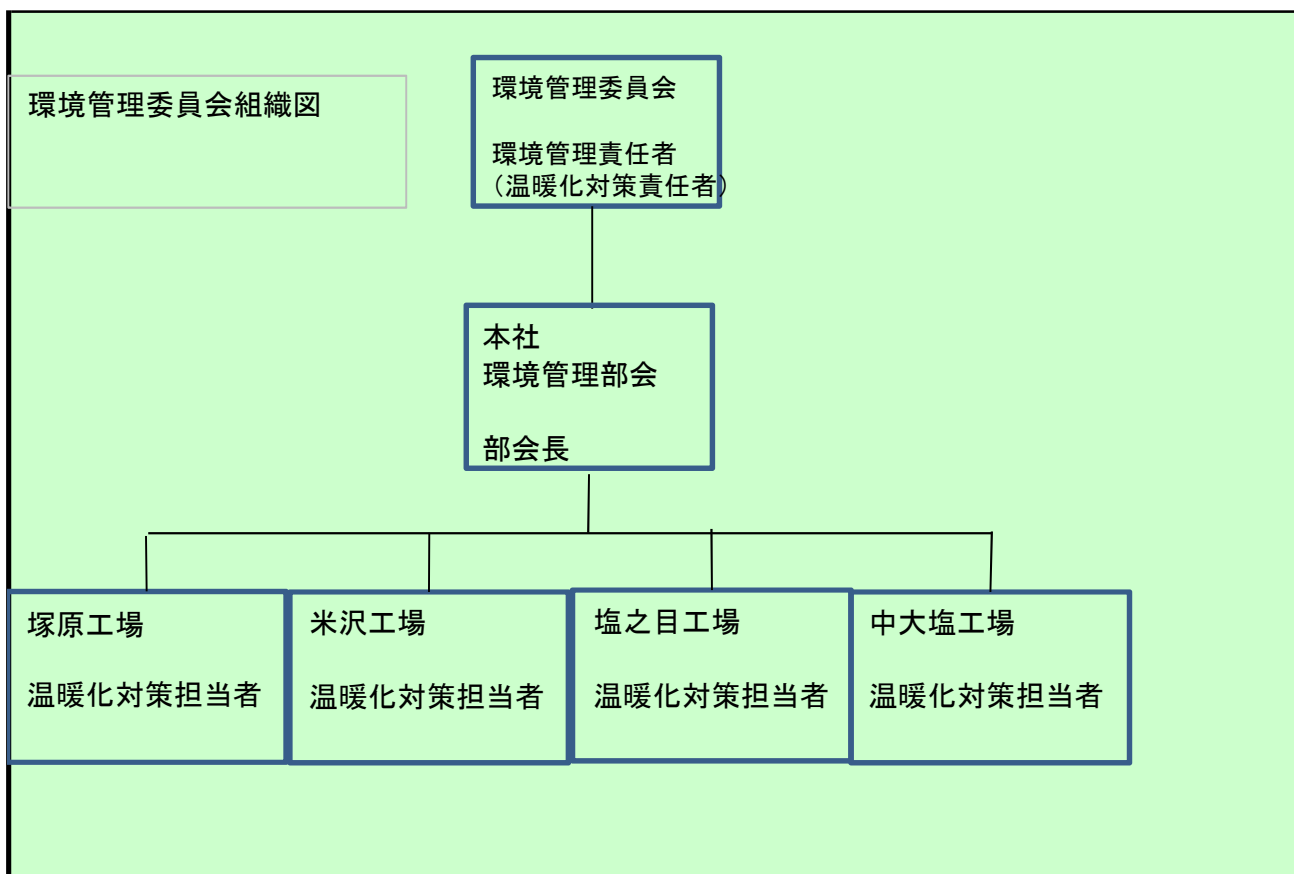 環境管理委員会組織図
環境管理委員会
環境管理責任者
（温暖化対策責任者）
本社
環境管理部会
部会長
塚原工場
温暖化対策担当者
米沢工場
温暖化対策担当者
塩之目工場
温暖化対策担当者
中大塩工場
温暖化対策担当者